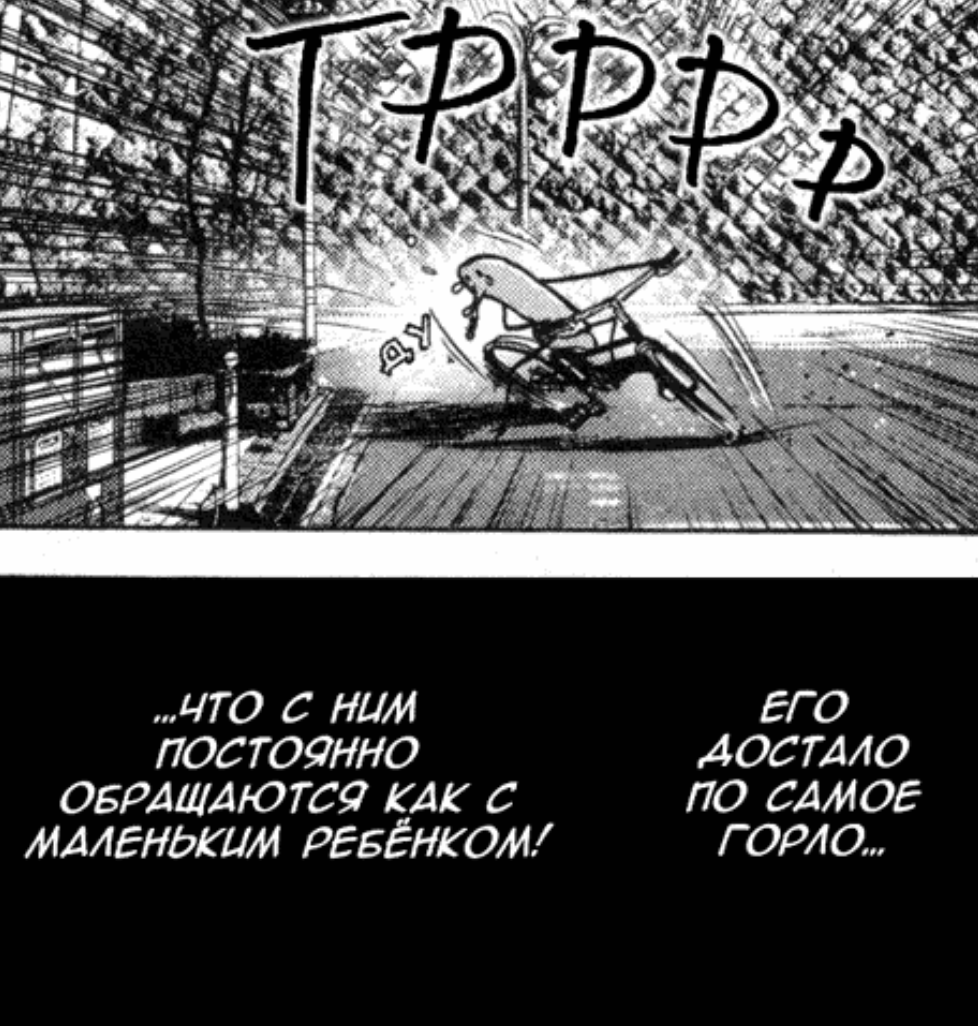 ТРРРР
ДУ
ЕГО
ДОСТАЛО
ПО САМОЕ
ГОРЛО...
...ЧТО С НИМ
ПОСТОЯННО
ОБРАЩАЮТСЯ КАК С
МАЛЕНЬКИМ РЕБЁНКОМ!